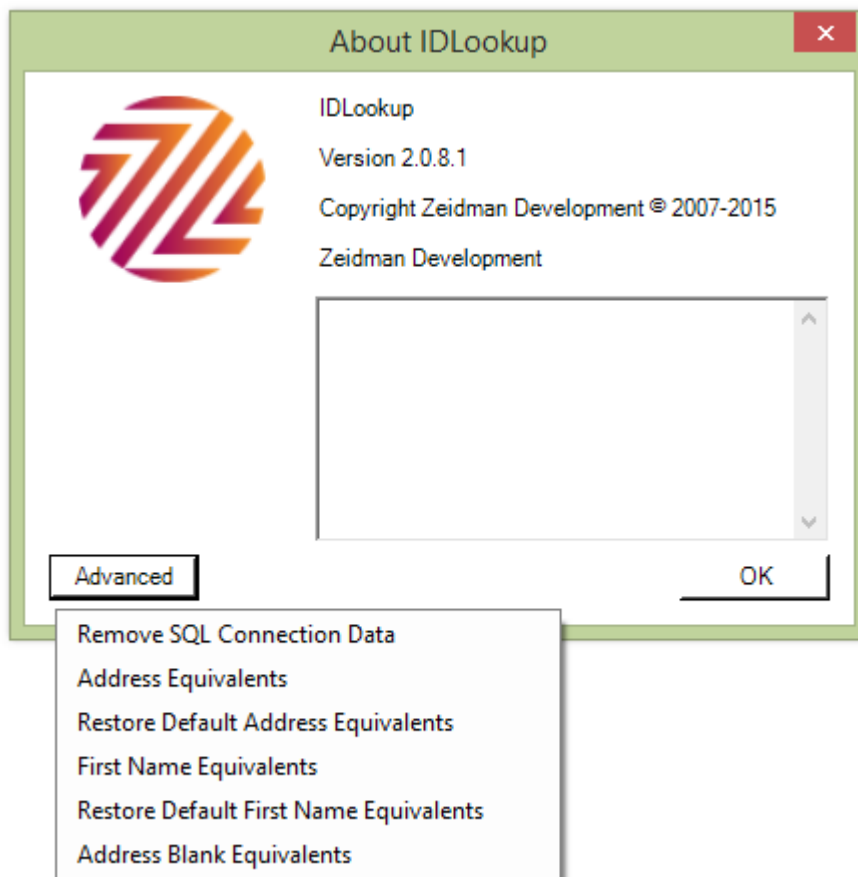 About IDLookup
IDLookup
Version 2.0.8.1
Copyright Zeidman Development © 2007-2015
Zeidman Development
Advanced
OK
Remove SQL Connection Data
Address Equivalents
Restore Default Address Equivalents
First Name Equivalents
Restore Default First Name Equivalents
Address Blank Equivalents